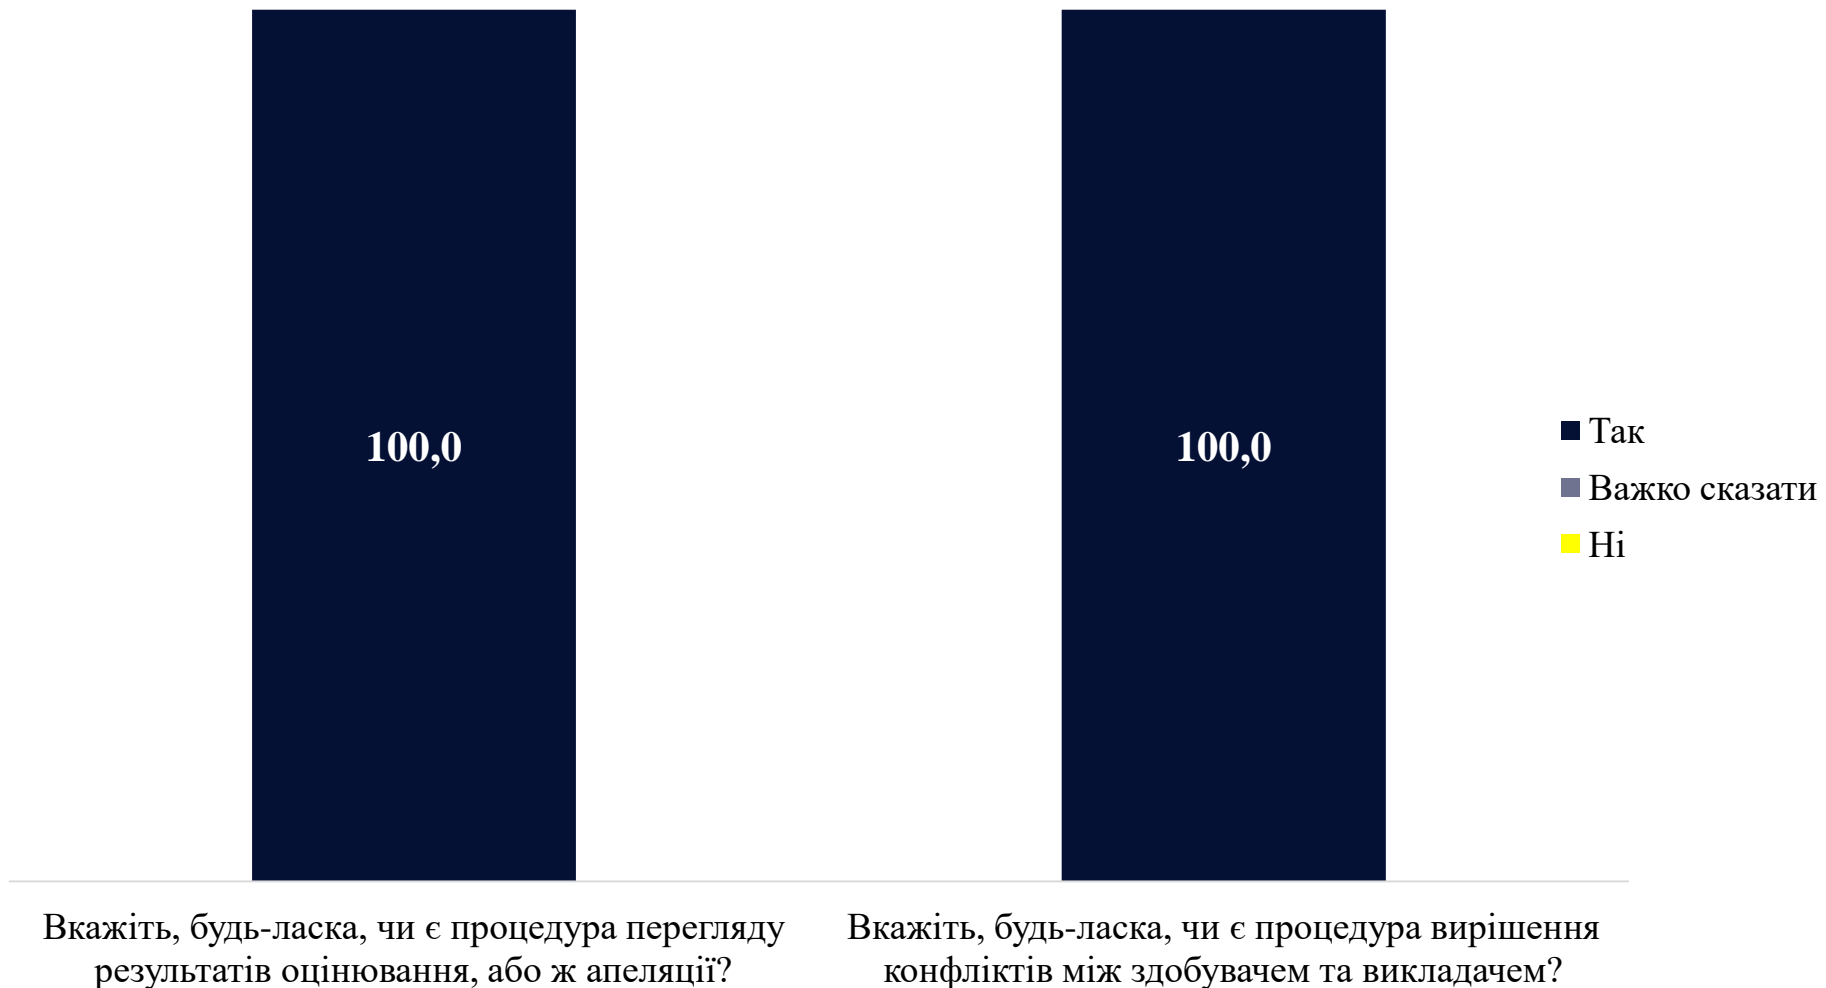 100,0
100,0
Так
Важко сказати
Ні
Вкажіть, будь-ласка, чи є процедура перегляду
результатів оцінювання, або ж апеляції?
Вкажіть, будь-ласка, чи є процедура вирішення
конфліктів між здобувачем та викладачем?